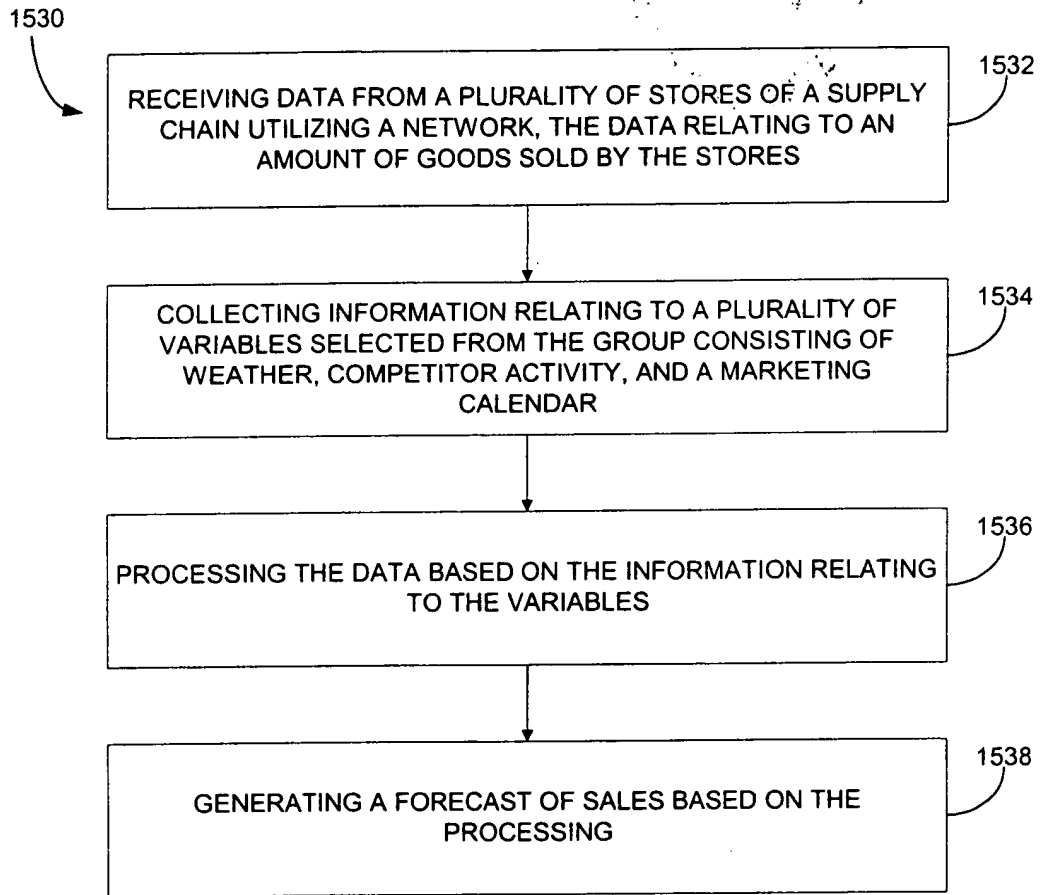 1530
1532
RECEIVING DATA FROM A PLURALITY OF STORES OF A SUPPLY
CHAIN UTILIZING A NETWORK, THE DATA RELATING TO AN
AMOUNT OF GOODS SOLD BY THE STORES
1534
COLLECTING INFORMATION RELATING TO A PLURALITY OF
VARIABLES SELECTED FROM THE GROUP CONSISTING OF
WEATHER, COMPETITOR ACTIVITY, AND A MARKETING
CALENDAR
1536
PROCESSING THE DATA BASED ON THE INFORMATION RELATING
TO THE VARIABLES
1538
GENERATING A FORECAST OF SALES BASED ON THE
PROCESSING